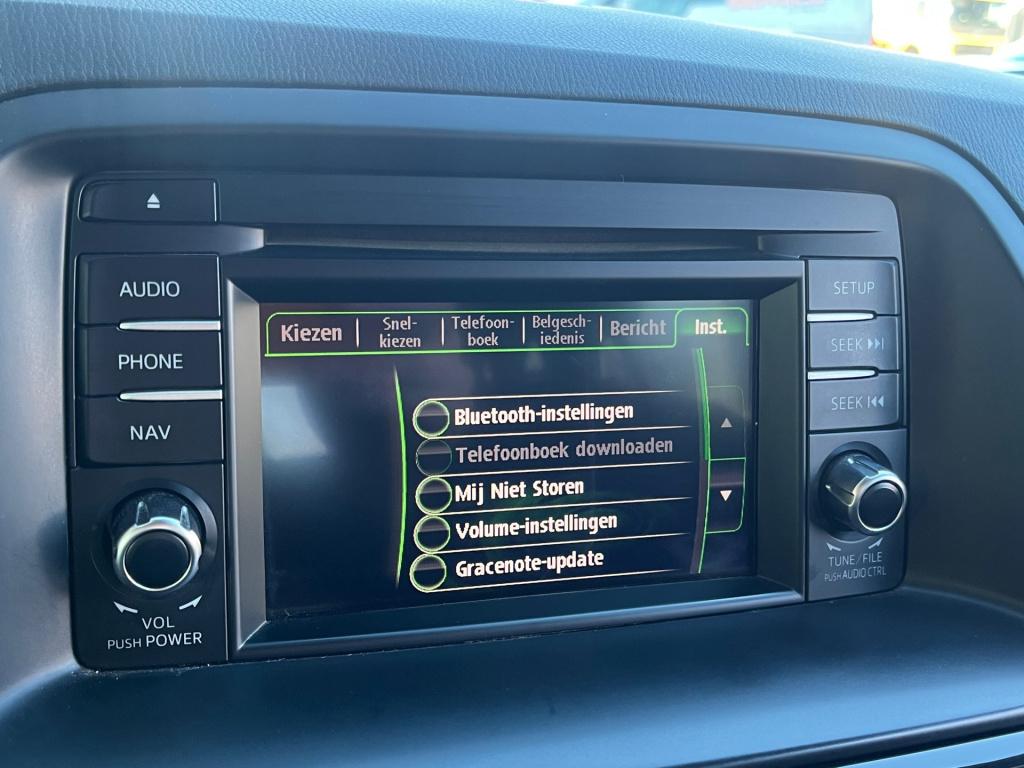 AUDIO
PHONE
NAV
VOL
PUSH POWER
Kiezen
Snel-
kiezen
Telefoon-
boek
Belgesch-
iedenis
Bericht
Inst.
Bluetooth-instellingen
Telefoonboek downloaden
Mij Niet Storen
Volume-instellingen
Gracenote-update
SETUP
SEEK
SEEK
TUNE/FILE
PUSH AUDIO CTRL